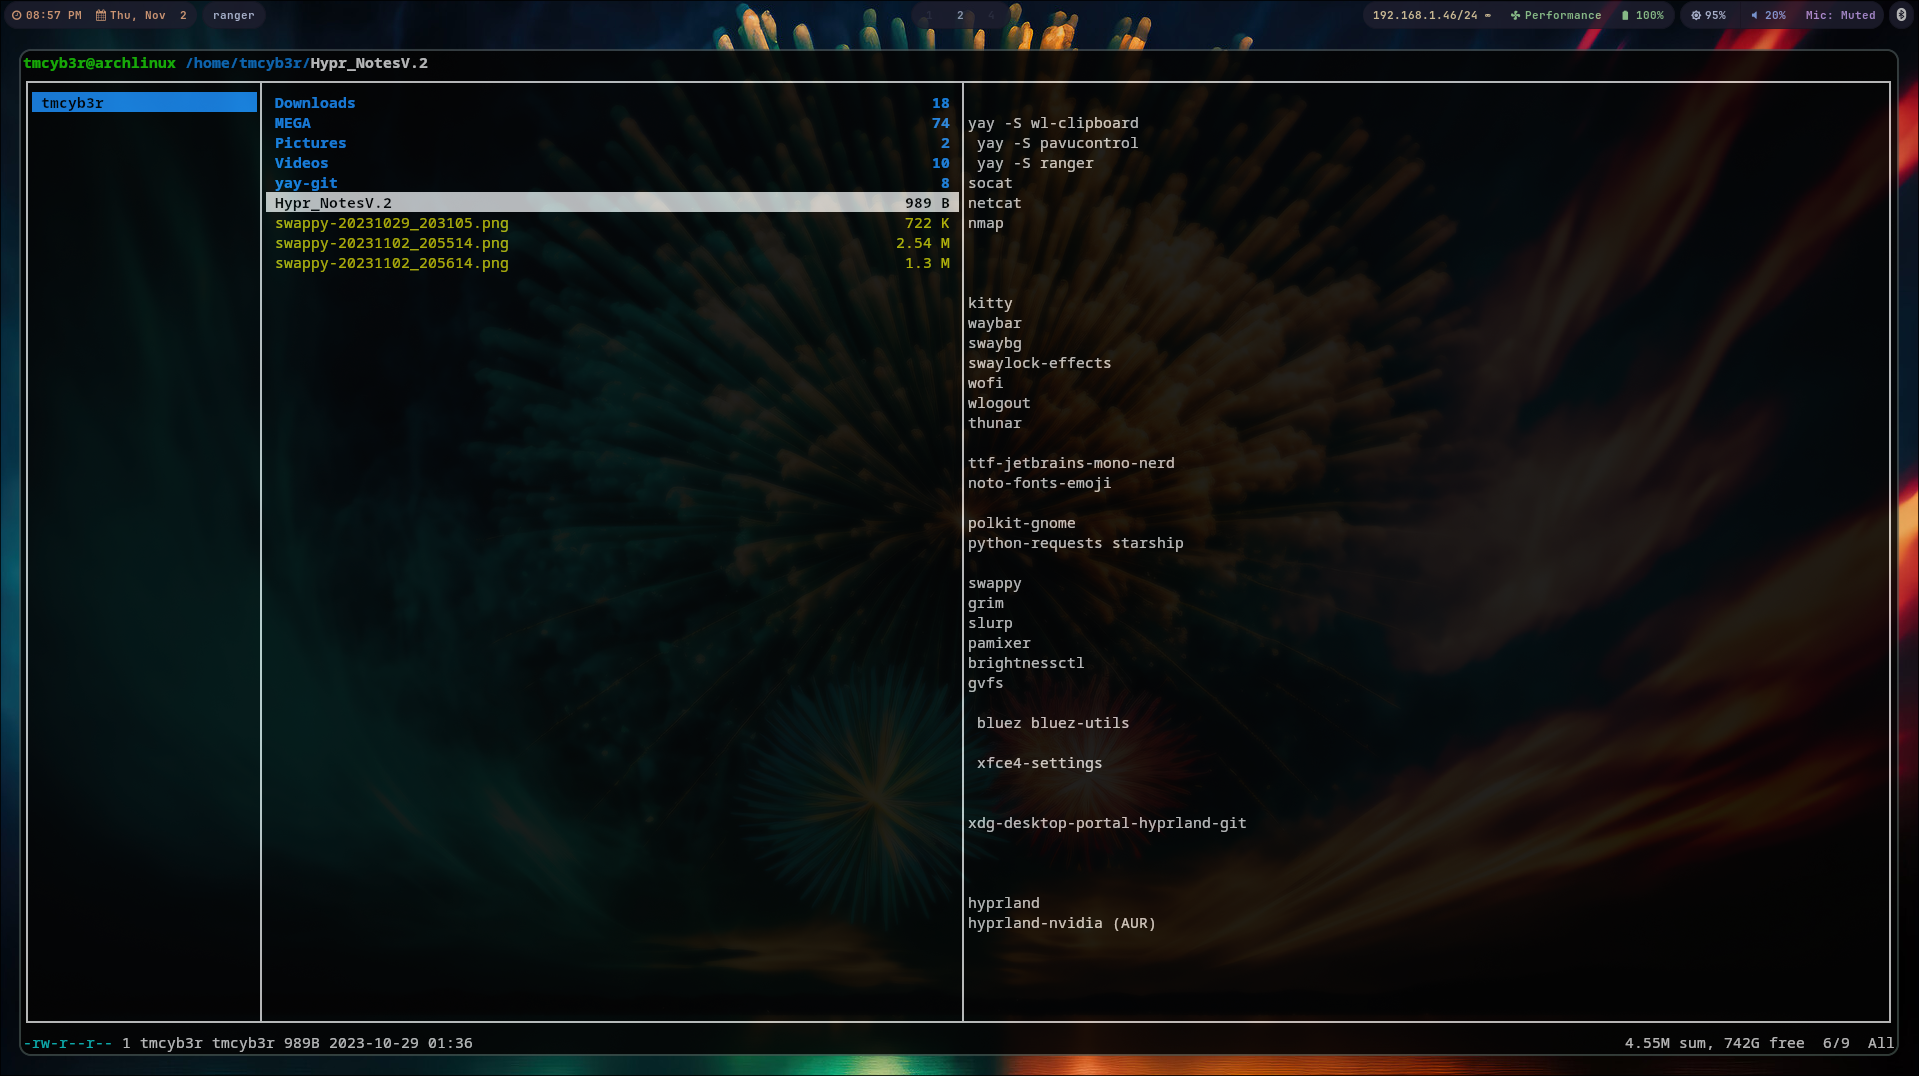 08:57 PM Thu, Nov 2 ranger 1 2 4 192.168.1.46/24 Performance 100% 95% 20% Mic: Muted
tmcyb3r@archlinux /home/tmcyb3r/Hypr_NotesV.2
tmcyb3r
Downloads 18
MEGA 74
Pictures 2
Videos 10
yay-git 8
Hypr_NotesV.2 989 B
swappy-20231029_203105.png 722 K
swappy-20231102_205514.png 2.54 M
swappy-20231102_205614.png 1.3 M
yay -S wl-clipboard
yay -S pavucontrol
yay -S ranger
socat
netcat
nmap
kitty
waybar
swaybg
swaylock-effects
wofi
wlogout
thunar
ttf-jetbrains-mono-nerd
noto-fonts-emoji
polkit-gnome
python-requests starship
swappy
grim
slurp
pamixer
brightnessctl
gvfs
bluez bluez-utils
xfce4-settings
xdg-desktop-portal-hyprland-git
hyprland
hyprland-nvidia (AUR)
-rw-r--r-- 1 tmcyb3r tmcyb3r 989B 2023-10-29 01:36 4.55M sum, 742G free 6/9 All